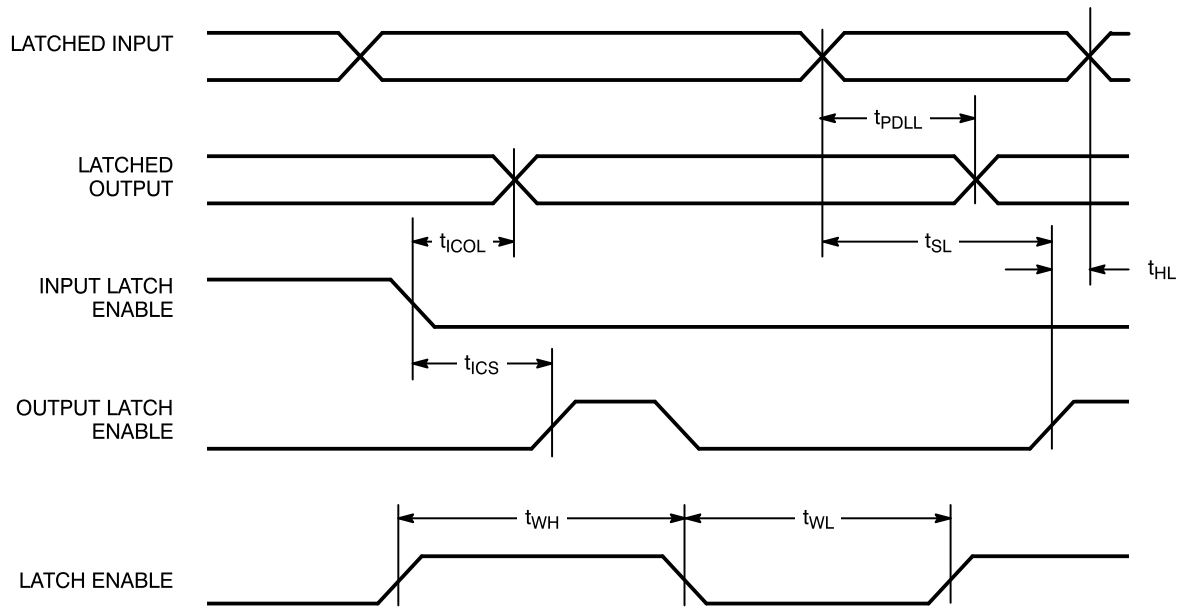 LATCHED INPUT
tPDLL
LATCHED
OUTPUT
tICOL
tSL
tHL
INPUT LATCH
ENABLE
tICS
OUTPUT LATCH
ENABLE
tWH
tWL
LATCH ENABLE